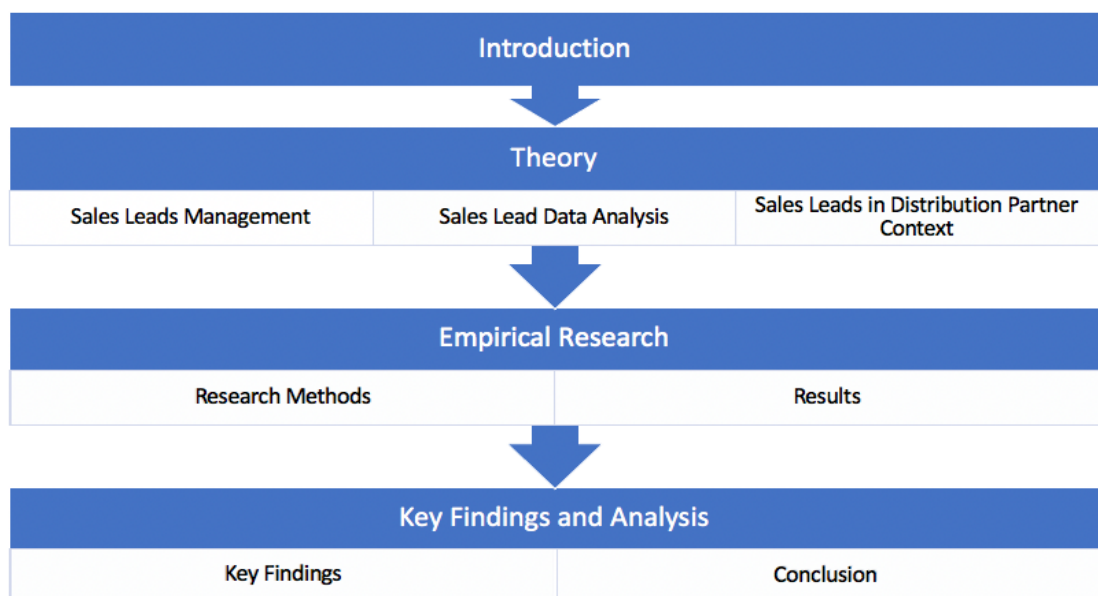 Introduction
Theory
Sales Leads Management
Sales Lead Data Analysis
Sales Leads in Distribution Partner
Context
Empirical Research
Research Methods
Results
Key Findings and Analysis
Key Findings
Conclusion